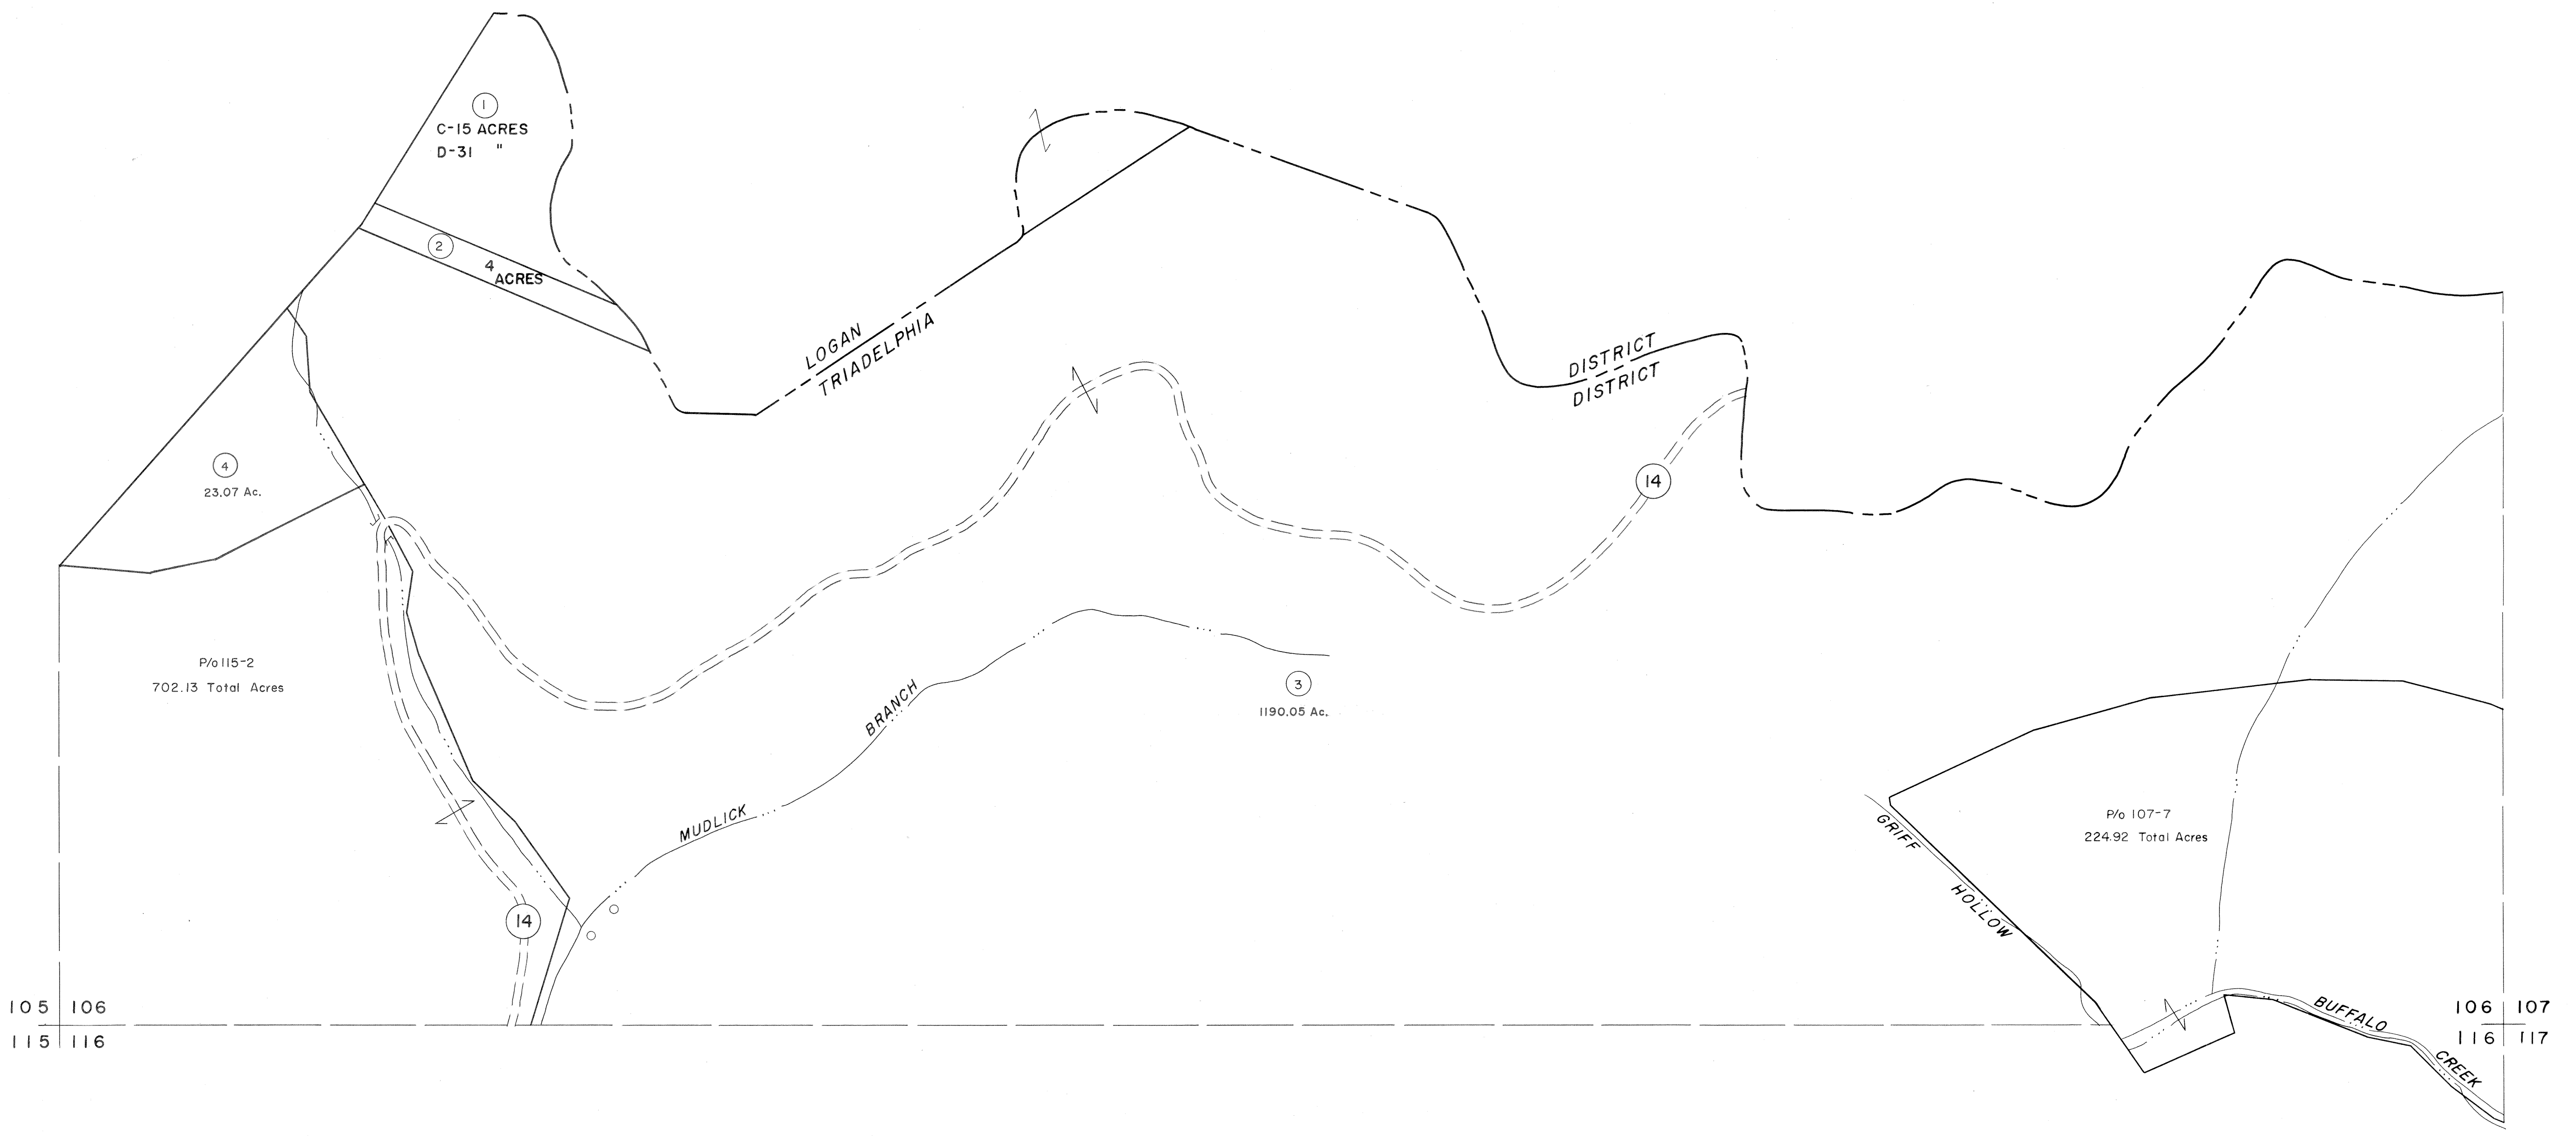 1
C-15 ACRES
D-31 "
2
4
ACRES
LOGAN
TRIADELPHIA
DISTRICT
DISTRICT
4
23.07 Ac.
14
P/o 115-2
702.13 Total Acres
3
1190.05 Ac.
MUDLICK BRANCH
14
P/o 107-7
224.92 Total Acres
GRIFF HOLLOW
BUFFALO CREEK
105 106
115 116
106 107
116 117